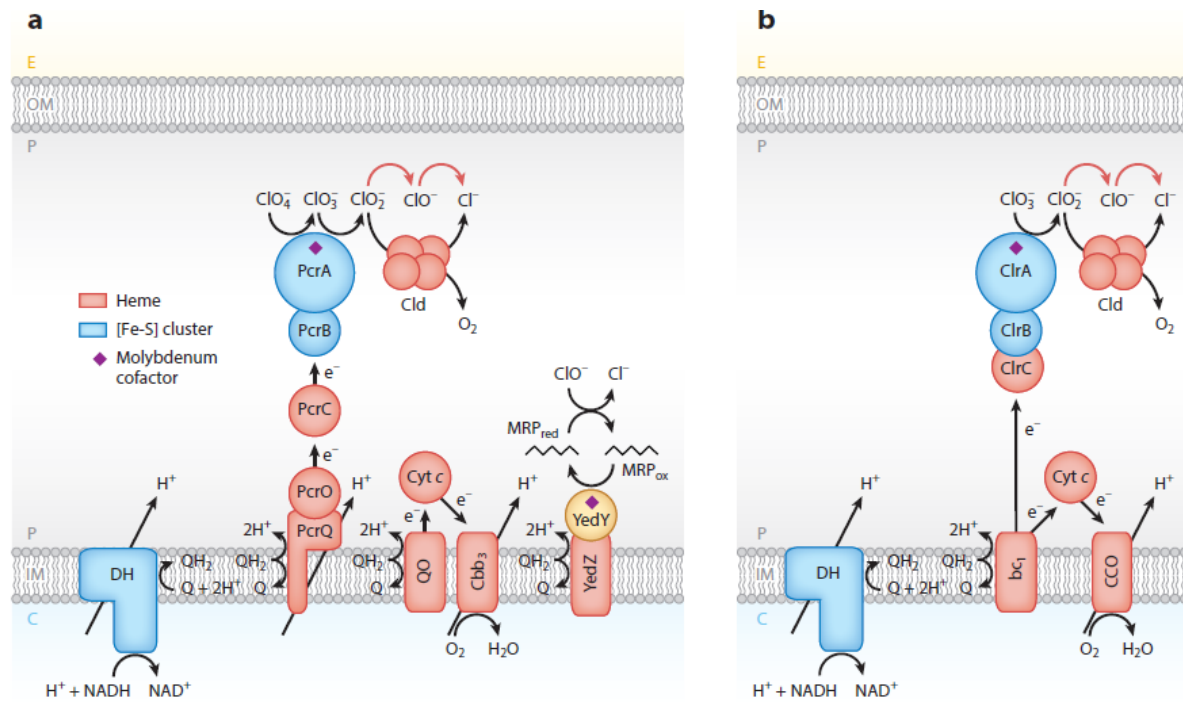 a
E
OM
P
ClO₄⁻ ClO₃⁻ ClO₂⁻ ClO⁻ Cl⁻
PcrA
Cld
O₂
Heme
[Fe-S] cluster
Molybdenum
cofactor
PcrB
e⁻
PcrC
e⁻
PcrO
PcrQ
ClO⁻ Cl⁻
MRPred
MRPox
YedY
YedZ
Cyt c
e⁻
e⁻
H⁺
H⁺
H⁺
2H⁺
QH₂
Q
2H⁺
QH₂
Q
2H⁺
QH₂
Q
P
IM
C
DH
QH₂
Q + 2H⁺
QO
Cbb₃
O₂ H₂O
H⁺ + NADH NAD⁺
b
E
OM
P
ClO₃⁻ ClO₂⁻ ClO⁻ Cl⁻
ClrA
Cld
O₂
ClrB
ClrC
e⁻
Cyt c
e⁻
e⁻
H⁺
H⁺
2H⁺
QH₂
Q
P
IM
C
DH
QH₂
Q + 2H⁺
bc₁
CCO
O₂ H₂O
H⁺ + NADH NAD⁺